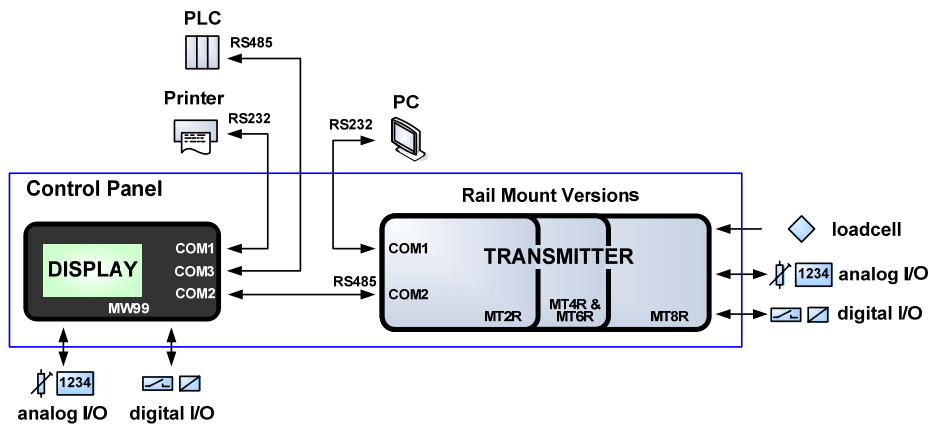 PLC
RS485
Printer
RS232
PC
RS232
Control Panel
Rail Mount Versions
DISPLAY
COM1
COM3
COM2
MW99
RS485
COM1
COM2
TRANSMITTER
MT2R
MT4R &
MT6R
MT8R
loadcell
1234 analog I/O
digital I/O
1234
analog I/O
digital I/O